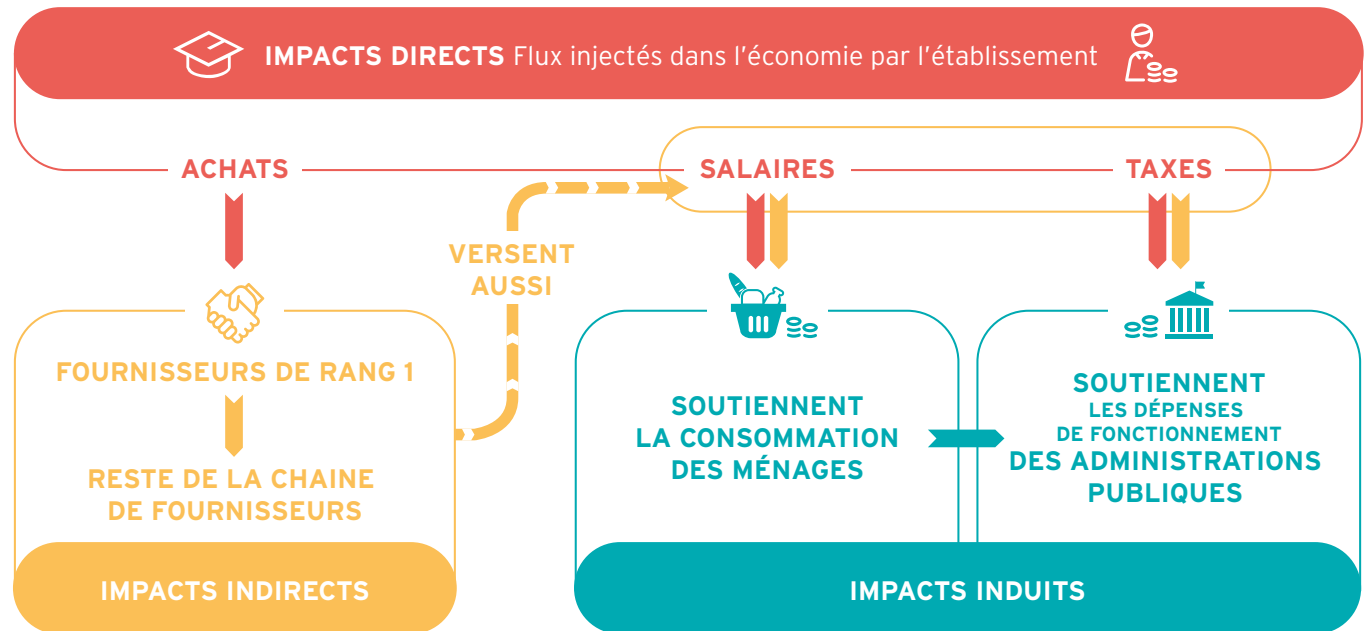 IMPACTS DIRECTS Flux injectés dans l'économie par l'établissement
ACHATS
SALAIRES
TAXES
VERSENT
AUSSI
FOURNISSEURS DE RANG 1
RESTE DE LA CHAINE
DE FOURNISSEURS
IMPACTS INDIRECTS
SOUTIENNENT
LA CONSOMMATION
DES MÉNAGES
SOUTIENNENT
LES DÉPENSES
DE FONCTIONNEMENT
DES ADMINISTRATIONS
PUBLIQUES
IMPACTS INDUITS